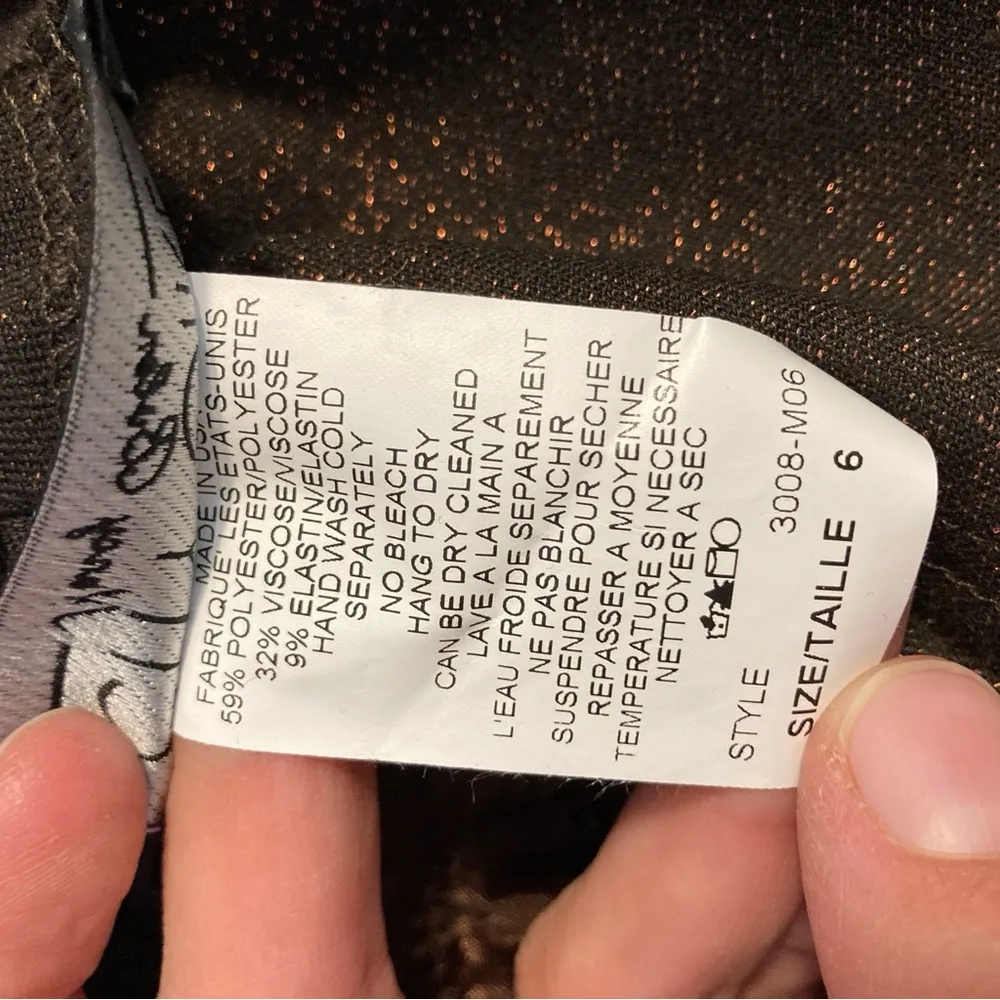 MADE IN USA
FABRIQUE' LES ETATS-UNIS
59% POLYESTER/POLYESTER
32% VISCOSE/VISCOSE
9% ELASTIN/ELASTIN
HAND WASH COLD
SEPARATELY
NO BLEACH
HANG TO DRY
CAN BE DRY CLEANED
LAVE A LA MAIN A
L'EAU FROIDE SEPAREMENT
NE PAS BLANCHIR
SUSPENDRE POUR SECHER
REPASSER A MOYENINE
TEMPERATURE SI NECESSAIRE
NETTOYER A SEC
STYLE 3008-M06
SIZE/TAILLE 6